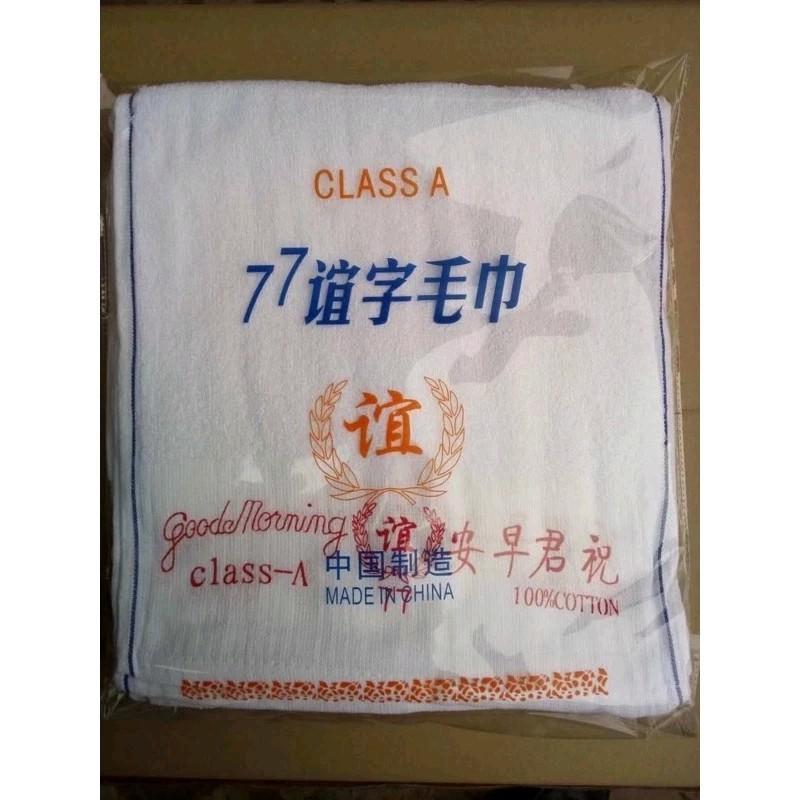 CLASS A
77谊字毛巾
谊
Good Morning 谊 安早君祝
class-A 中国制造 77 100%COTTON
MADE IN CHINA